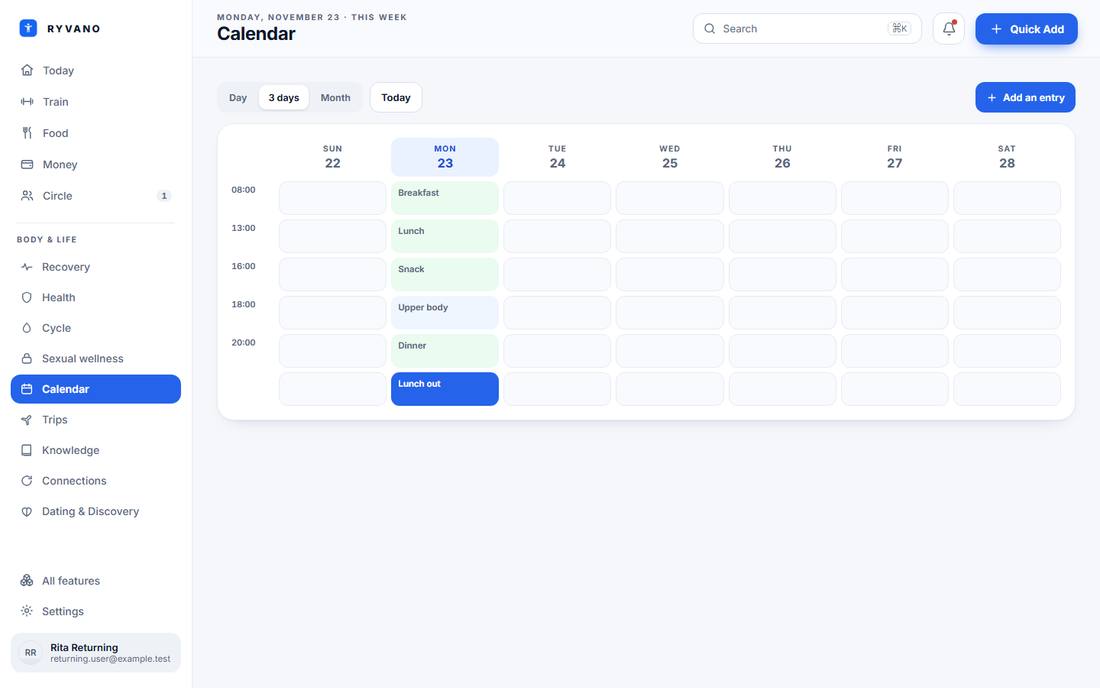 RYVANO
Today
Train
Food
Money
Circle 1
BODY & LIFE
Recovery
Health
Cycle
Sexual wellness
Calendar
Trips
Knowledge
Connections
Dating & Discovery
All features
Settings
RR
Rita Returning
returning.user@example.test
MONDAY, NOVEMBER 23 · THIS WEEK
Calendar
Search ⌘K
Quick Add
Day 3 days Month Today
Add an entry
SUN MON TUE WED THU FRI SAT
22 23 24 25 26 27 28
08:00 Breakfast
13:00 Lunch
16:00 Snack
18:00 Upper body
20:00 Dinner
Lunch out